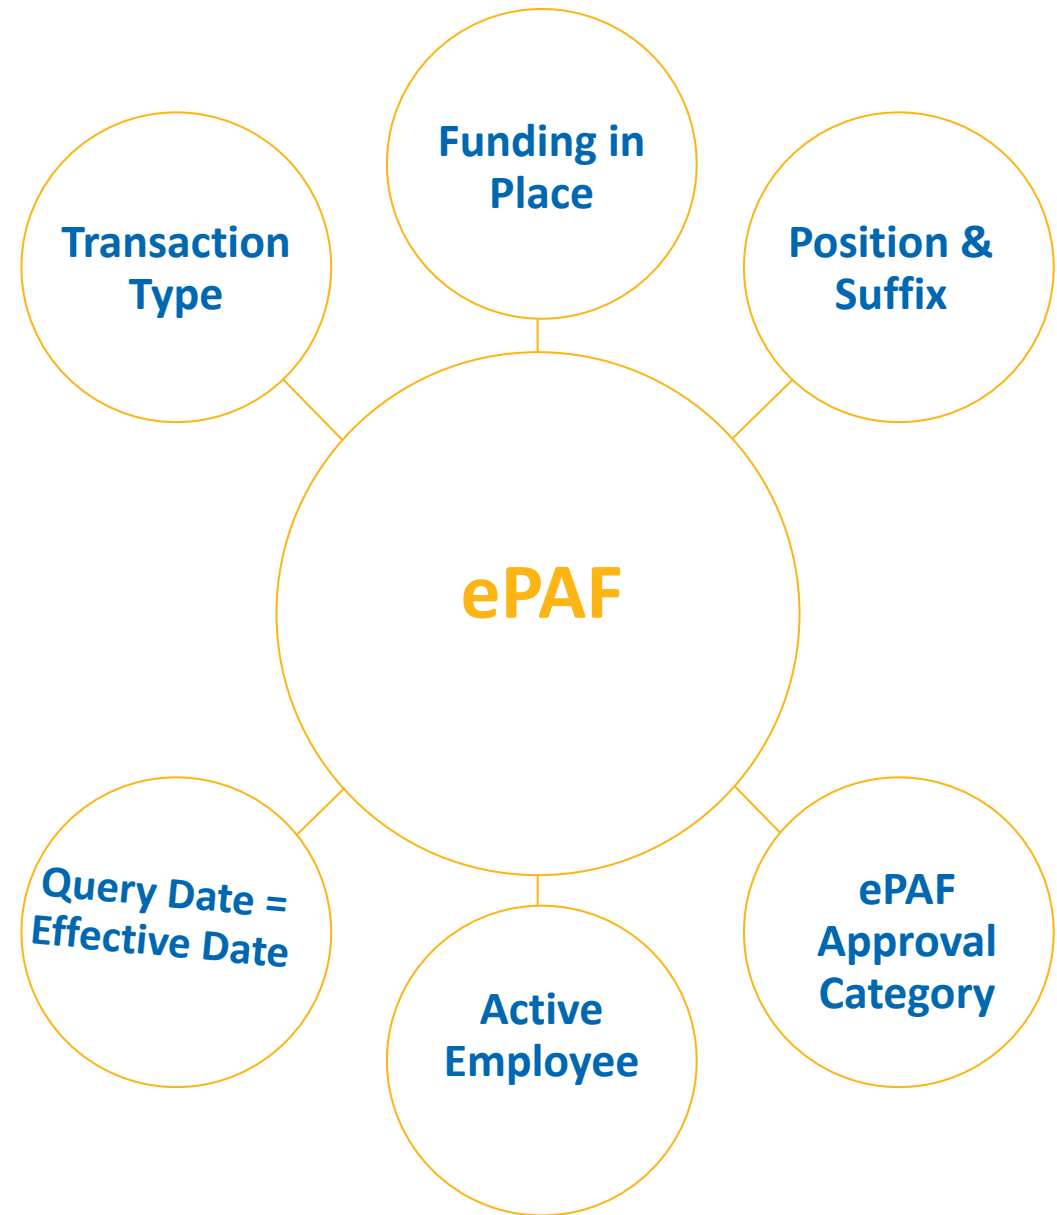 Funding in
Place
Transaction
Type
Position &
Suffix
ePAF
Query Date =
Effective Date
ePAF
Approval
Category
Active
Employee